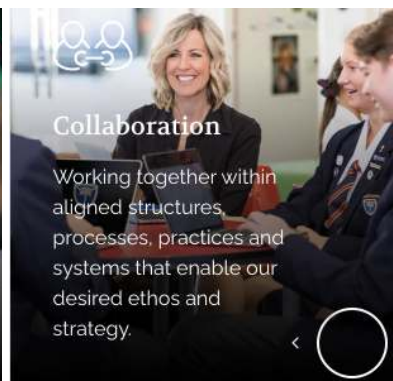 Collaboration
Working together within
aligned structures,
processes, practices and
systems that enable our
desired ethos and
strategy.